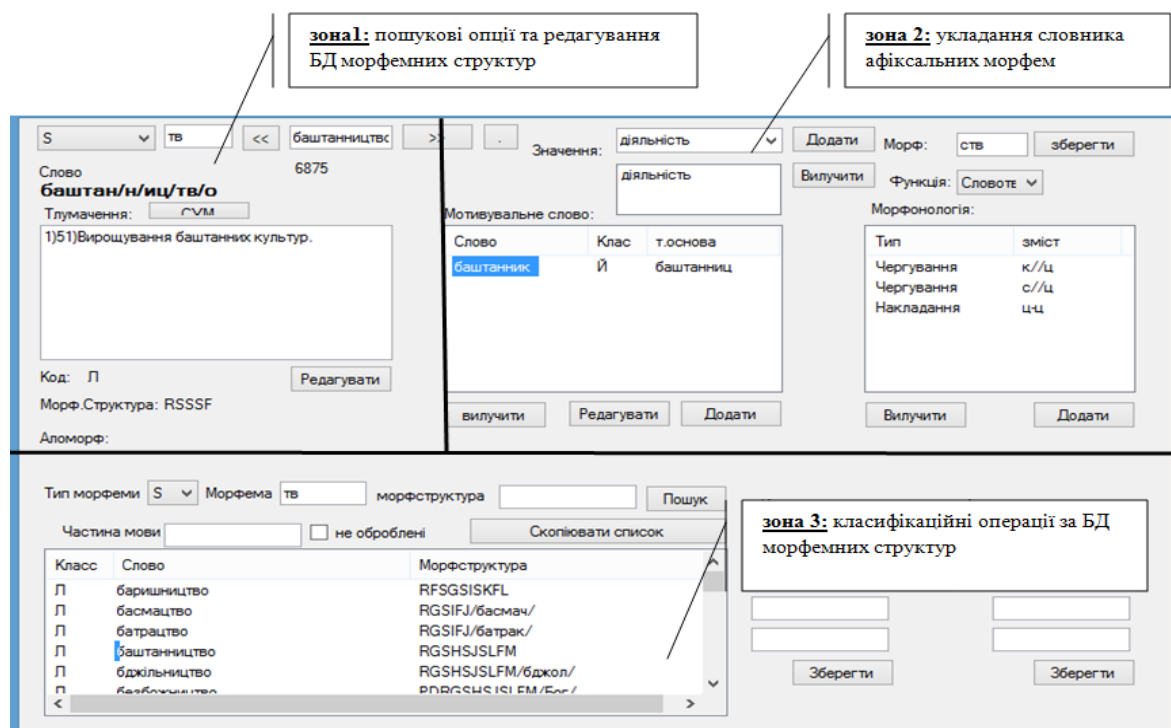 зона1: пошукові опції та редагування
БД морфемних структур
зона 2: укладання словника
афіксальних морфем
S тв << баштанництво >> .
6875
Слово
баштан/н/иц/тв/о
Тлумачення: СУМ
1)51)Вирощування баштанних культур.
Код: Л
Редагувати
Морф.Структура: RSSSF
Аломорф:
Значення: діяльність
діяльність
Додати
Вилучити
Морф: ств зберегти
Функція: Словоте
Мотивувальне слово:
Слово Клас т.основа
баштанник Й баштанниц
вилучити Редагувати Додати
Морфонологія:
Тип зміст
Чергування к//ц
Чергування с//ц
Накладання ц-ц
Вилучити Додати
Тип морфеми S Морфема тв морфструктура Пошук
Частина мови не оброблені Скопіювати список
Класс Слово Морфструктура
Л баришництво RFSGSISKFL
Л басмацтво RGSIFJ/басмач/
Л батрацтво RGSIFJ/батрак/
Л баштанництво RGSHSJSLFM
Л бджільництво RGSHSJSLFM/бджол/
Л безбожництво PDRGSHSJSLFM/Бог/
зона 3: класифікаційні операції за БД
морфемних структур
Зберегти Зберегти